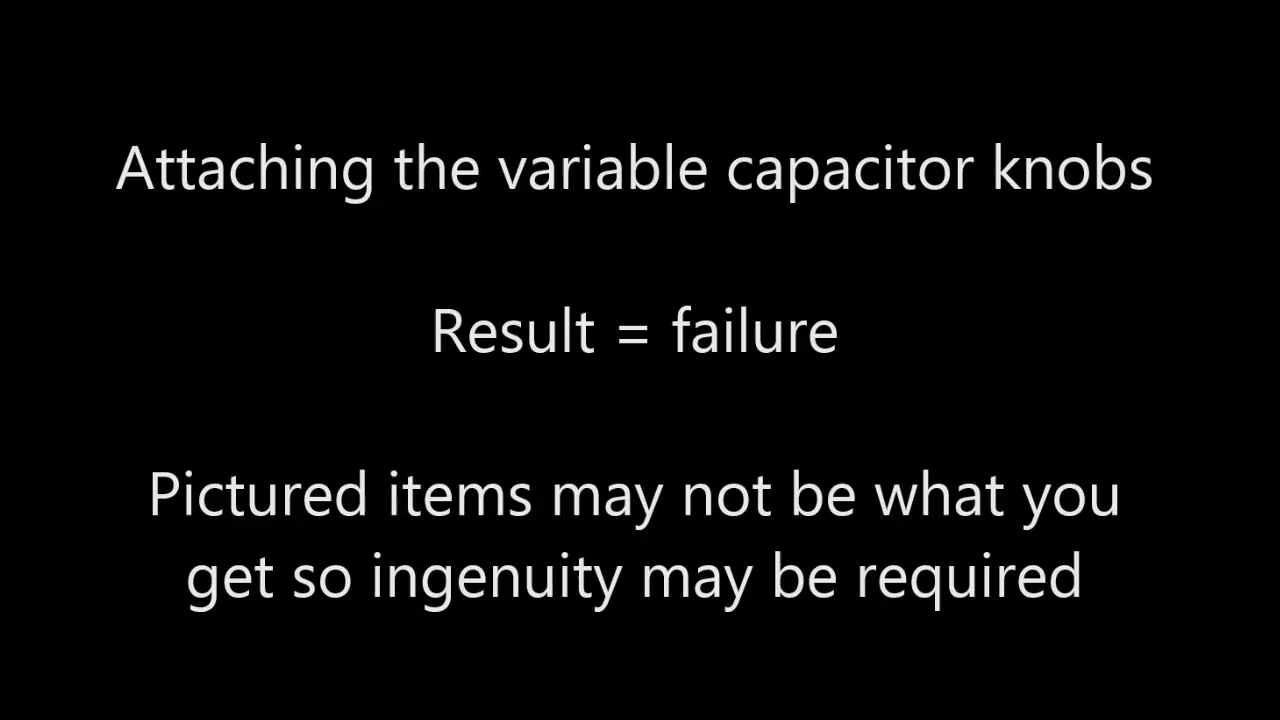 Attaching the variable capacitor knobs
Result = failure
Pictured items may not be what you
get so ingenuity may be required